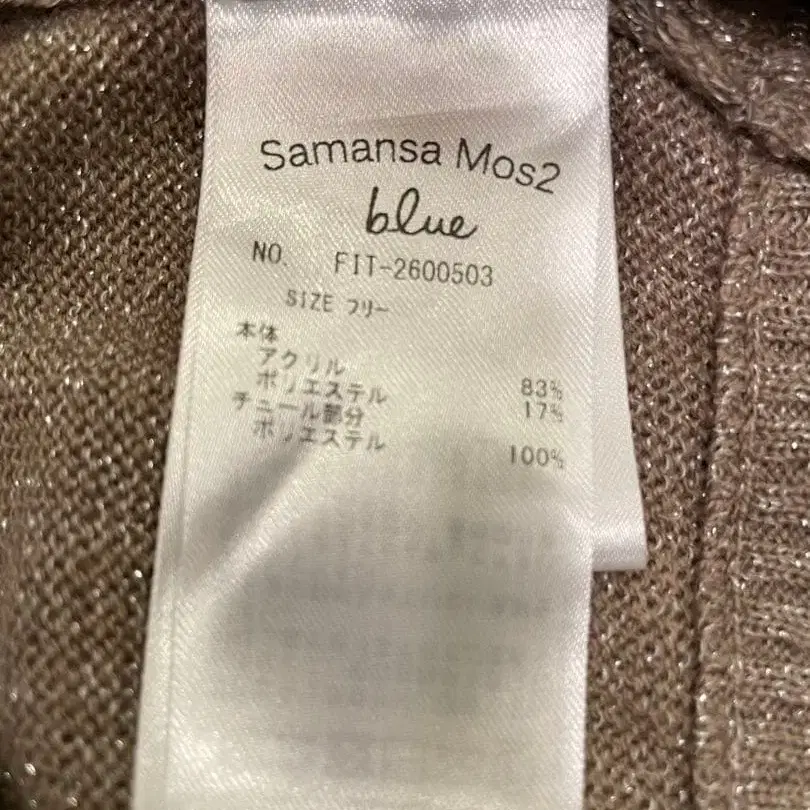 Samansa Mos2
blue
NO. FIT-2600503
SIZE フリー
本体
アクリル 83%
ポリエステル 17%
チュール部分
ポリエステル 100%